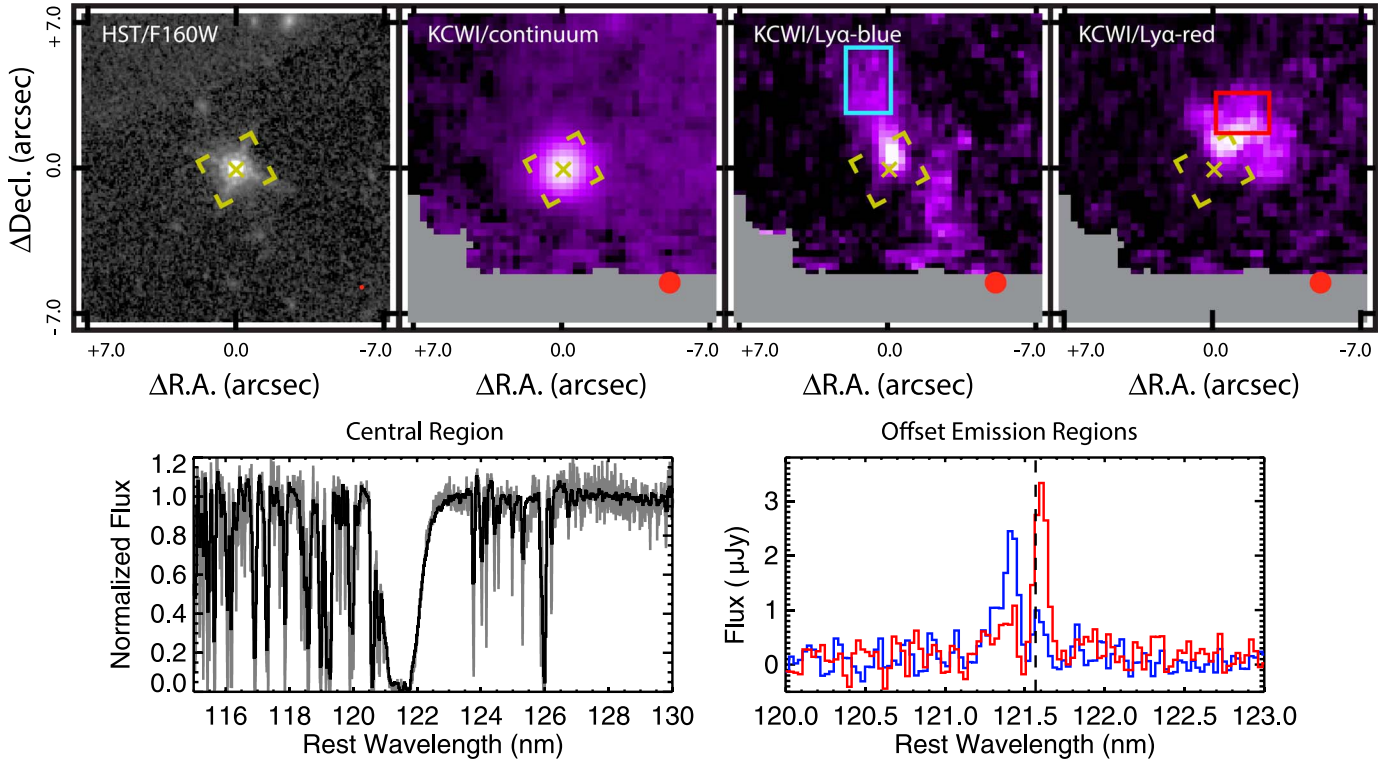 HST/F160W
KCWI/continuum
KCWI/Lyα-blue
KCWI/Lyα-red
ΔDecl. (arcsec)
+7.0
0.0
-7.0
+7.0 0.0 -7.0
+7.0 0.0 -7.0
+7.0 0.0 -7.0
+7.0 0.0 -7.0
ΔR.A. (arcsec)
ΔR.A. (arcsec)
ΔR.A. (arcsec)
ΔR.A. (arcsec)
Central Region
Normalized Flux
1.2
1.0
0.8
0.6
0.4
0.2
0.0
116 118 120 122 124 126 128 130
Rest Wavelength (nm)
Offset Emission Regions
Flux (μJy)
3
2
1
0
120.0 120.5 121.0 121.5 122.0 122.5 123.0
Rest Wavelength (nm)